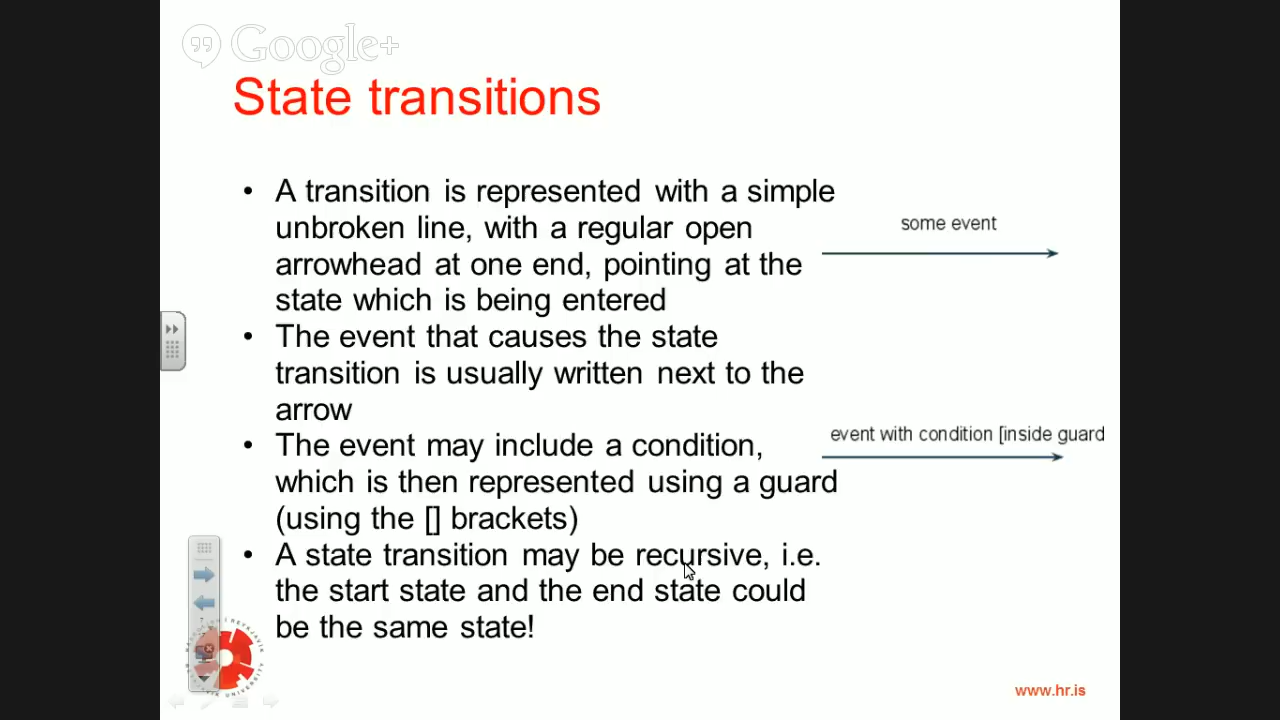 Google+
State transitions
• A transition is represented with a simple
unbroken line, with a regular open
arrowhead at one end, pointing at the
state which is being entered
• The event that causes the state
transition is usually written next to the
arrow
• The event may include a condition,
which is then represented using a guard
(using the [] brackets)
• A state transition may be recursive, i.e.
the start state and the end state could
be the same state!
some event
event with condition [inside guard
www.hr.is